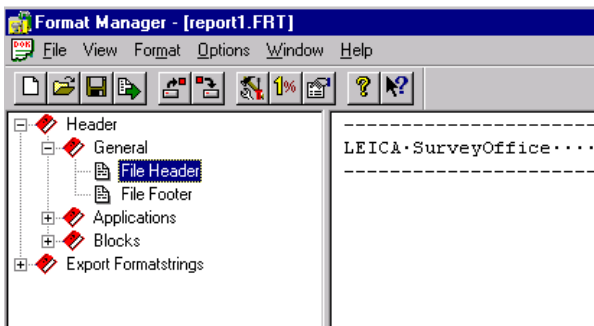 Format Manager - [report1.FRT]
File View Format Options Window Help
1%
Header
General
File Header
File Footer
Applications
Blocks
Export Formatstrings
--------------------
LEICA·SurveyOffice····
--------------------